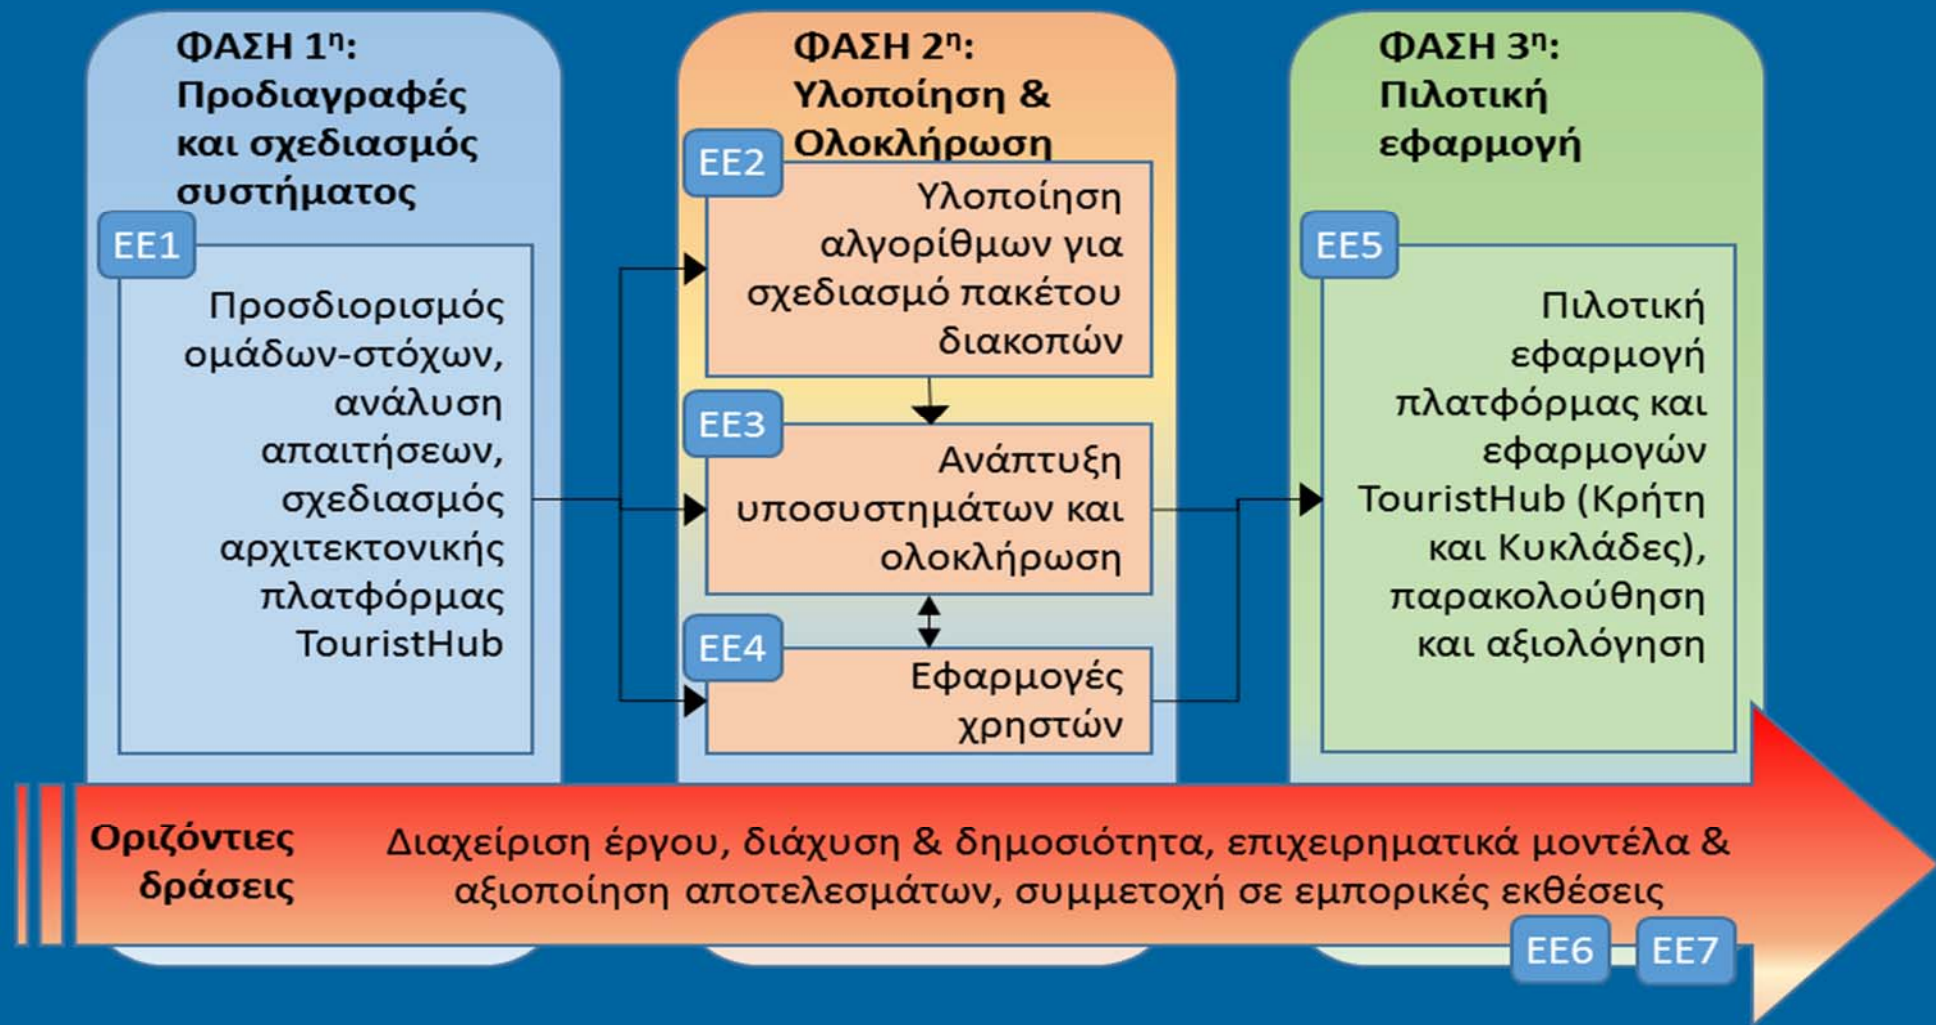 ΦΑΣΗ 1η:
Προδιαγραφές
και σχεδιασμός
συστήματος
ΕΕ1
Προσδιορισμός
ομάδων-στόχων,
ανάλυση
απαιτήσεων,
σχεδιασμός
αρχιτεκτονικής
πλατφόρμας
TouristHub
ΦΑΣΗ 2η:
Υλοποίηση &
Ολοκλήρωση
ΕΕ2
Υλοποίηση
αλγορίθμων για
σχεδιασμό πακέτου
διακοπών
ΕΕ3
Ανάπτυξη
υποσυστημάτων και
ολοκλήρωση
ΕΕ4
Εφαρμογές
χρηστών
ΦΑΣΗ 3η:
Πιλοτική
εφαρμογή
ΕΕ5
Πιλοτική
εφαρμογή
πλατφόρμας και
εφαρμογών
TouristHub (Κρήτη
και Κυκλάδες),
παρακολούθηση
και αξιολόγηση
Οριζόντιες
δράσεις
Διαχείριση έργου, διάχυση & δημοσιότητα, επιχειρηματικά μοντέλα &
αξιοποίηση αποτελεσμάτων, συμμετοχή σε εμπορικές εκθέσεις
ΕΕ6
ΕΕ7